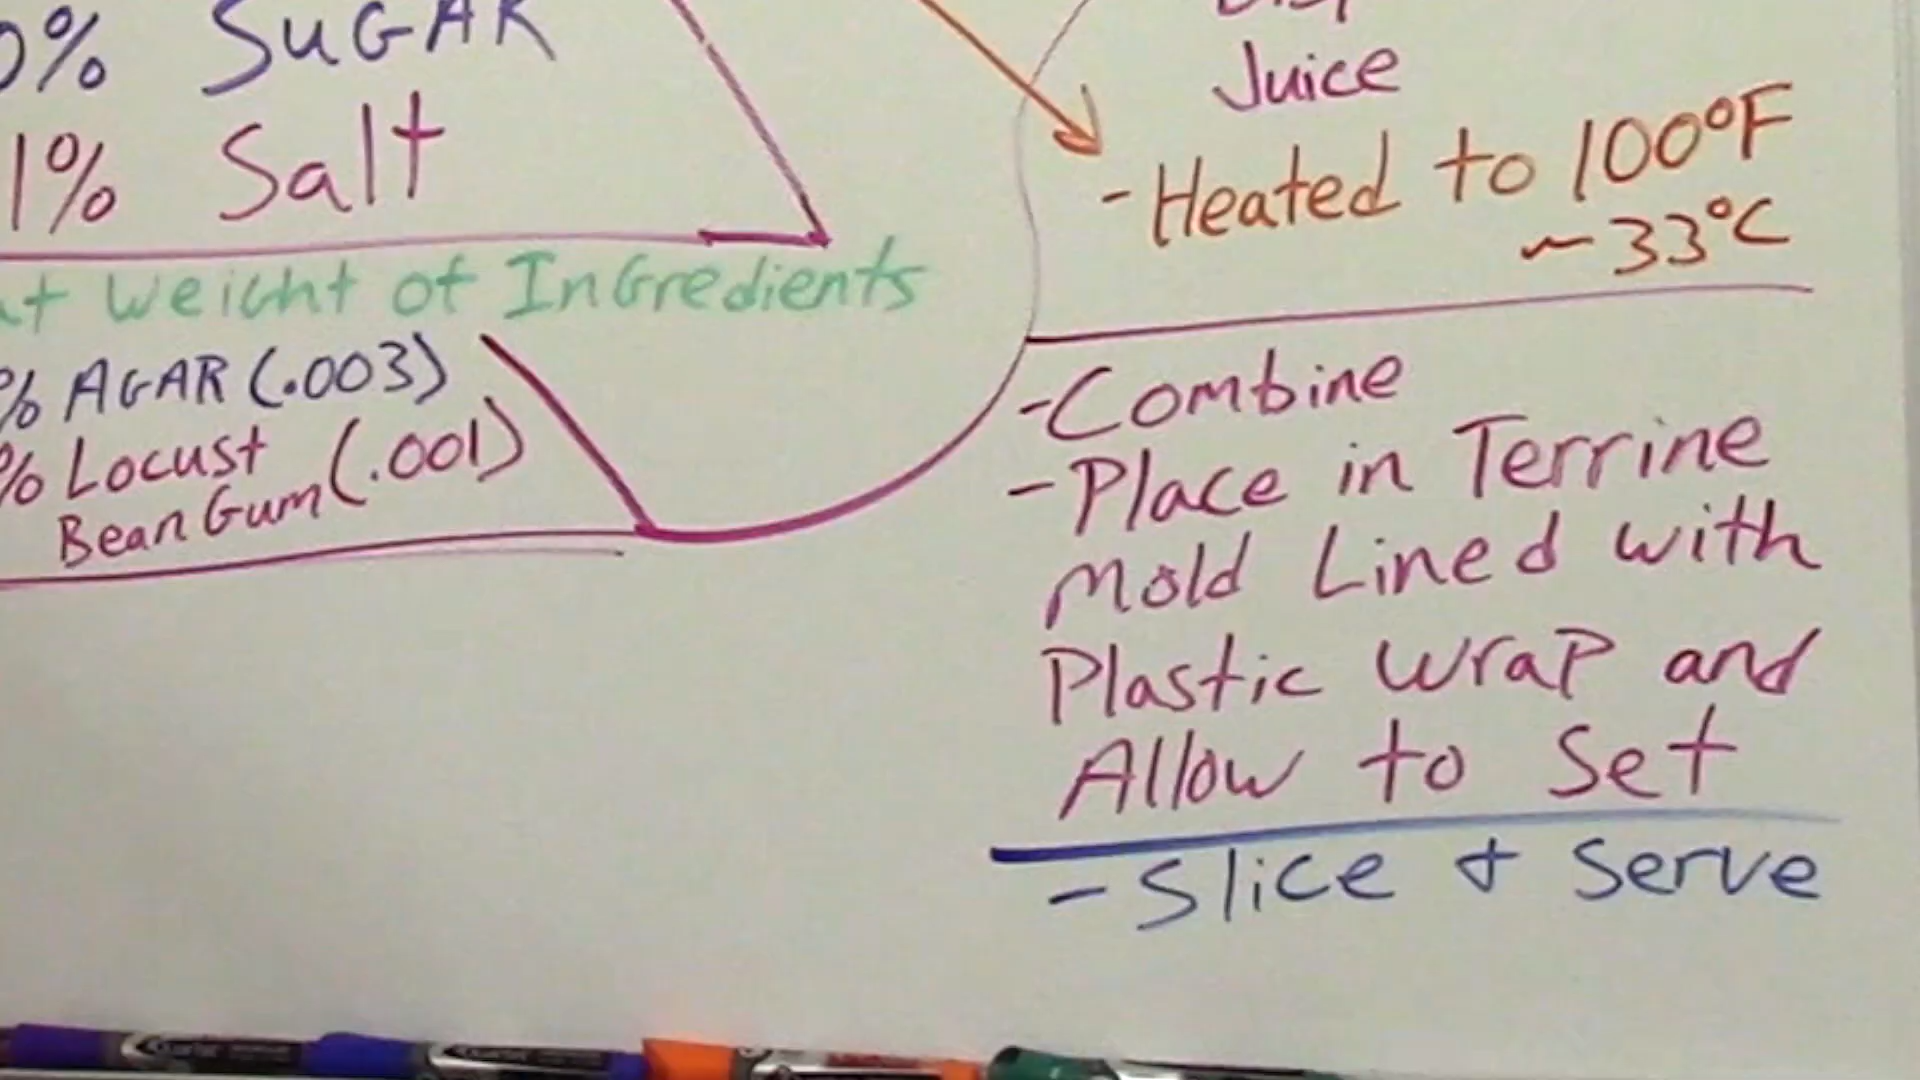 0% SUGAR
1% Salt
Weight of Ingredients
% AGAR (.003)
% Locust
Bean Gum (.001)
Juice
- Heated to 100°F
~33°C
- Combine
- Place in Terrine
Mold Lined with
Plastic Wrap and
Allow to Set
- Slice + Serve